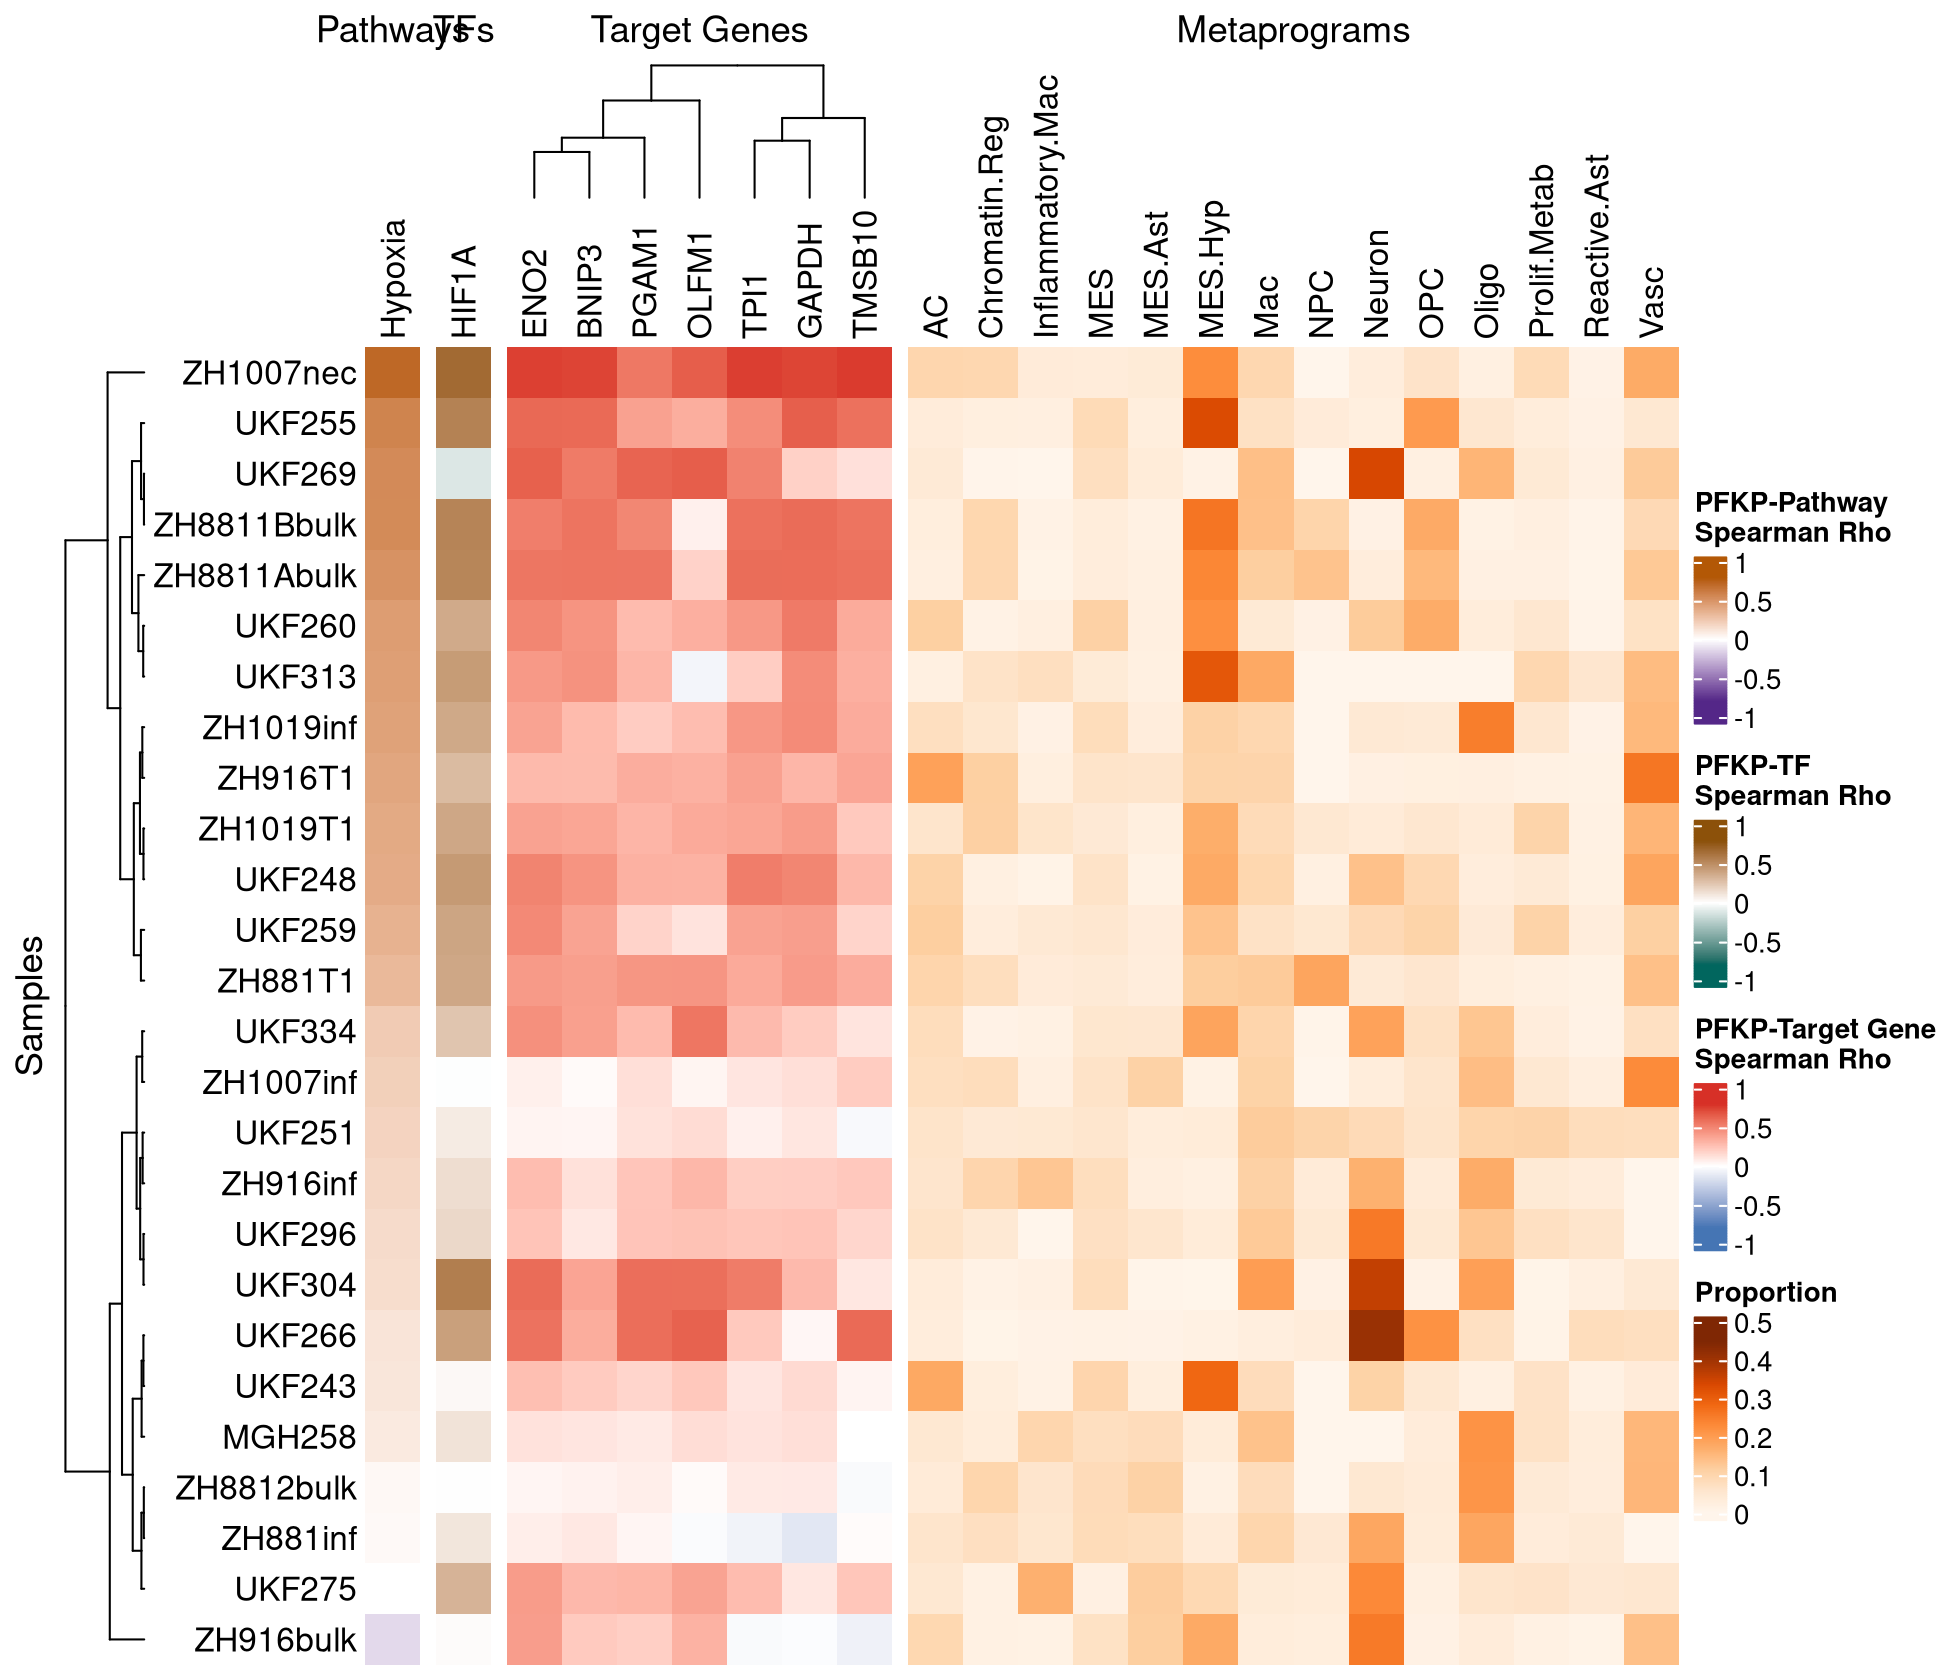 Pathways TFs Target Genes Metaprograms
Hypoxia HIF1A ENO2 BNIP3 PGAM1 OLFM1 TPI1 GAPDH TMSB10 AC Chromatin.Reg Inflammatory.Mac MES MES.Ast MES.Hyp Mac NPC Neuron OPC Oligo Prolif.Metab Reactive.Ast Vasc
Samples
ZH1007nec
UKF255
UKF269
ZH8811Bbulk
ZH8811Abulk
UKF260
UKF313
ZH1019inf
ZH916T1
ZH1019T1
UKF248
UKF259
ZH881T1
UKF334
ZH1007inf
UKF251
ZH916inf
UKF296
UKF304
UKF266
UKF243
MGH258
ZH8812bulk
ZH881inf
UKF275
ZH916bulk
PFKP-Pathway
Spearman Rho
1
0.5
0
-0.5
-1
PFKP-TF
Spearman Rho
1
0.5
0
-0.5
-1
PFKP-Target Gene
Spearman Rho
1
0.5
0
-0.5
-1
Proportion
0.5
0.4
0.3
0.2
0.1
0